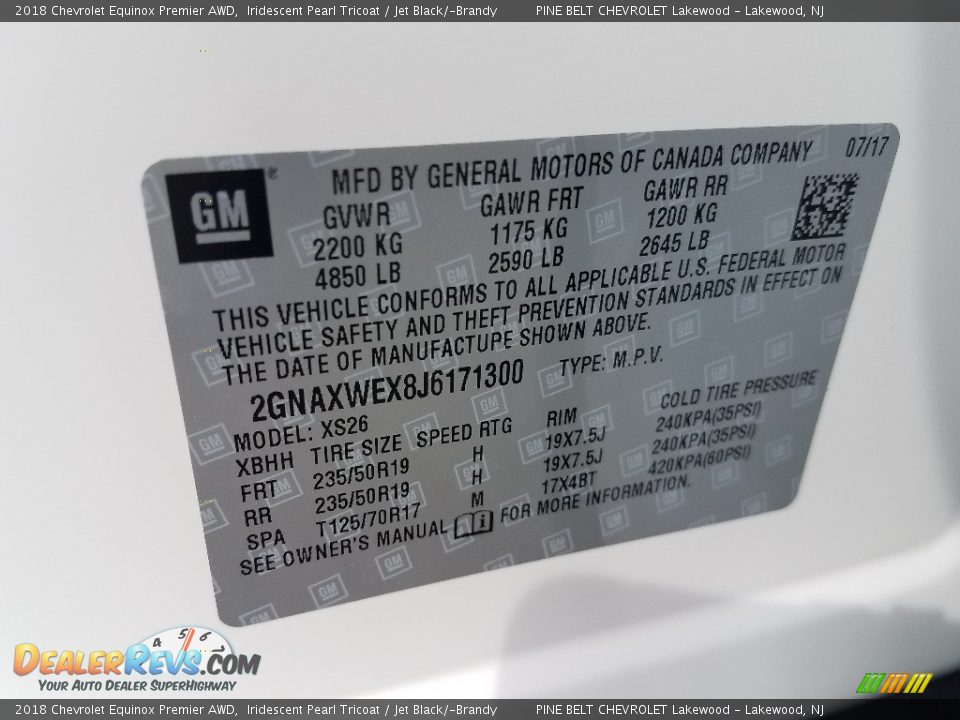 2018 Chevrolet Equinox Premier AWD, Iridescent Pearl Tricoat / Jet Black/­-Brandy PINE BELT CHEVROLET Lakewood - Lakewood, NJ
GM ®
MFD BY GENERAL MOTORS OF CANADA COMPANY 07/17
GVWR GAWR FRT GAWR RR
2200 KG 1175 KG 1200 KG
4850 LB 2590 LB 2645 LB
THIS VEHICLE CONFORMS TO ALL APPLICABLE U.S. FEDERAL MOTOR
VEHICLE SAFETY AND THEFT PREVENTION STANDARDS IN EFFECT ON
THE DATE OF MANUFACTURE SHOWN ABOVE.
2GNAXWEX8J6171300 TYPE: M.P.V.
MODEL: XS26
XBHH TIRE SIZE SPEED RTG RIM COLD TIRE PRESSURE
FRT 235/50R19 H 19X7.5J 240KPA(35PSI)
RR 235/50R19 H 19X7.5J 240KPA(35PSI)
SPA T125/70R17 M 17X4BT 420KPA(60PSI)
SEE OWNER'S MANUAL FOR MORE INFORMATION.
4 5 6
DEALERREVS.COM
YOUR AUTO DEALER SUPERHIGHWAY
2018 Chevrolet Equinox Premier AWD, Iridescent Pearl Tricoat / Jet Black/­-Brandy PINE BELT CHEVROLET Lakewood - Lakewood, NJ